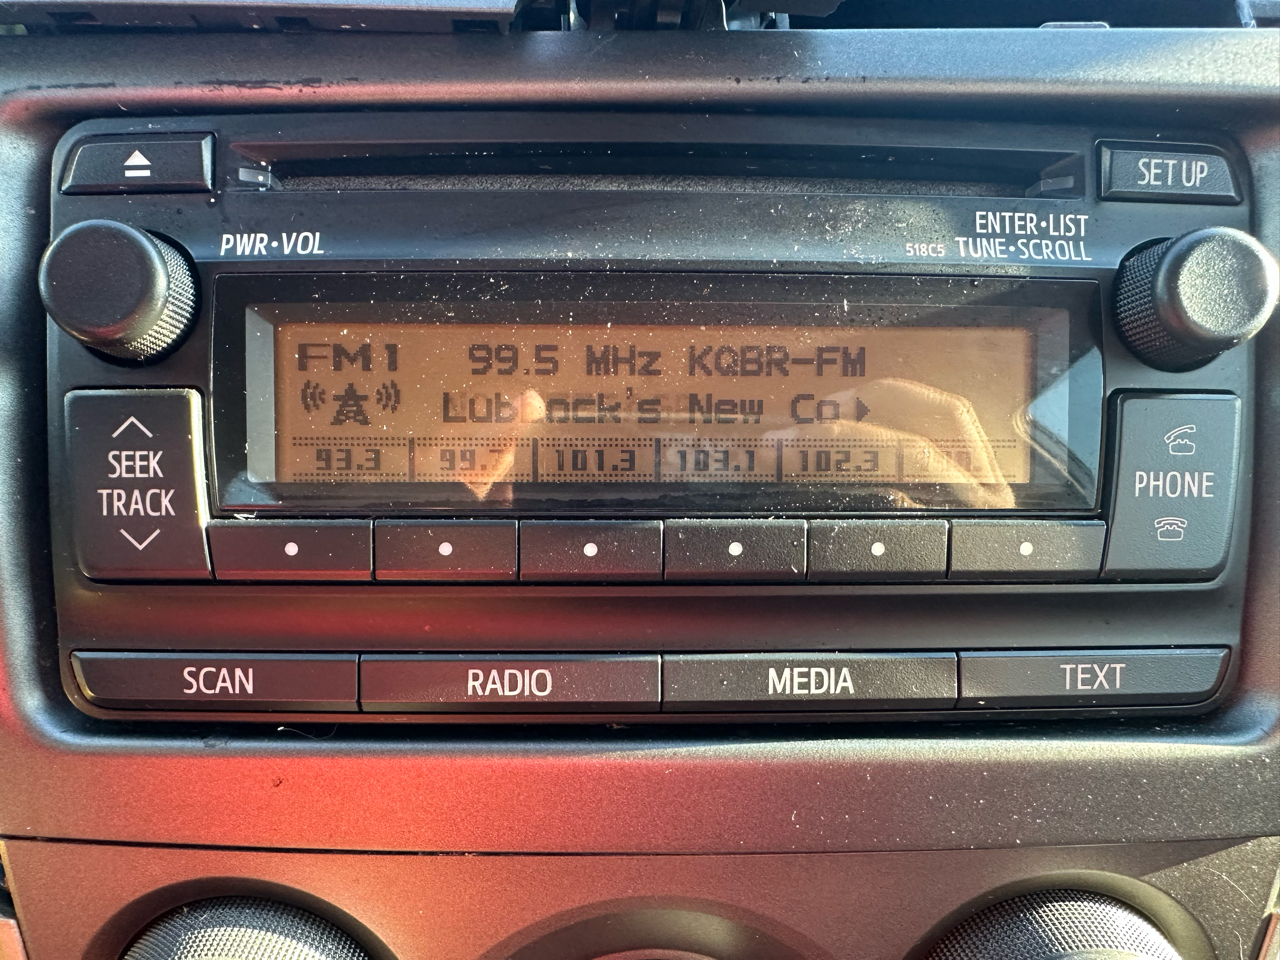 SET UP
PWR•VOL
ENTER•LIST
518C5 TUNE•SCROLL
FM1 99.5 MHz KQBR-FM
Lubbock's New Co
93.3 99. 101.3 103.1 102.3
SEEK
TRACK
PHONE
SCAN RADIO MEDIA TEXT